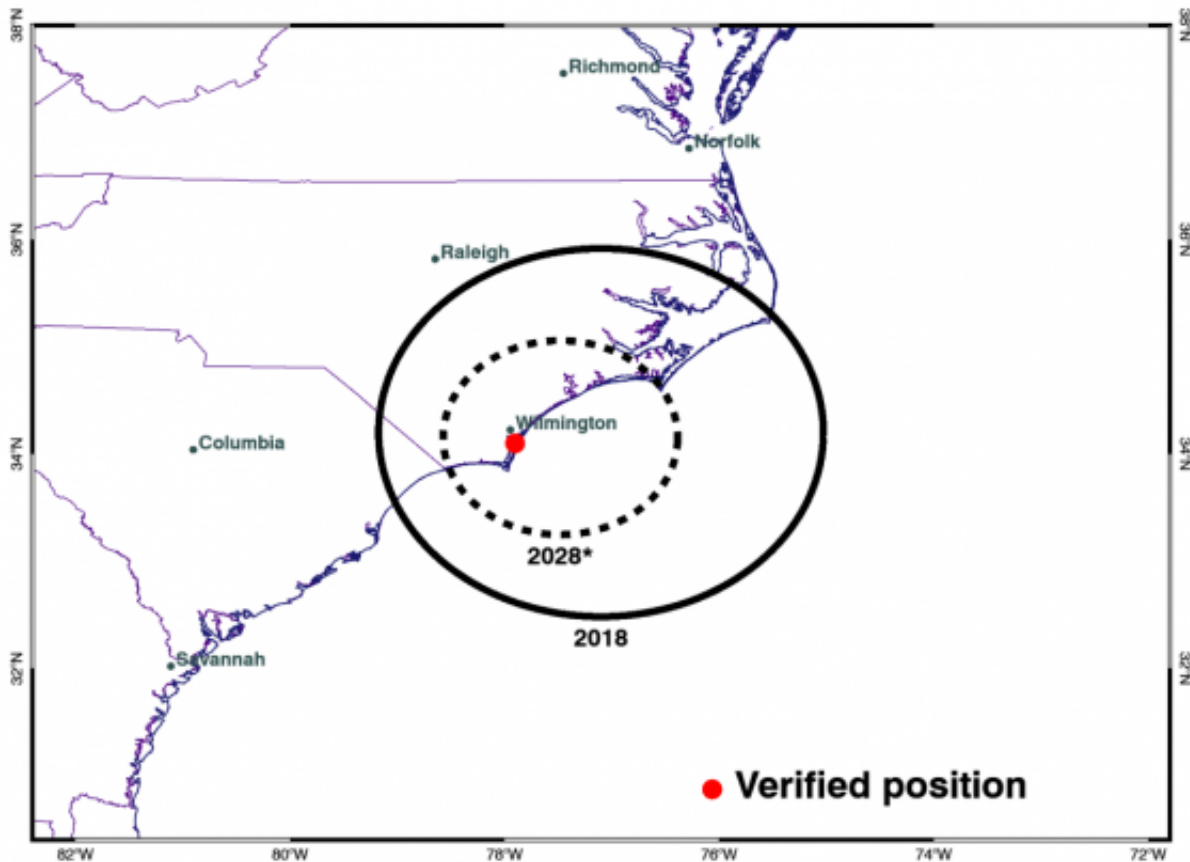 38°N
38°N
Richmond
Norfolk
36°N
36°N
Raleigh
Wilmington
Columbia
34°N
34°N
2028*
2018
Savannah
32°N
32°N
Verified position
82°W
80°W
78°W
76°W
74°W
72°W